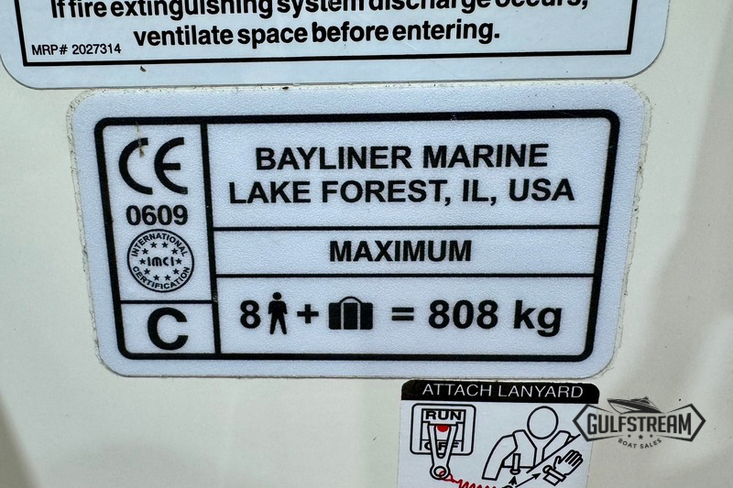 If fire extinguishing system discharge occurs,
ventilate space before entering.
MRP# 2027314
CE
0609
INTERNATIONAL
IMCI
CERTIFICATION
C
BAYLINER MARINE
LAKE FOREST, IL, USA
MAXIMUM
8 + = 808 kg
ATTACH LANYARD
RUN
OFF
GULFSTREAM
BOAT SALES